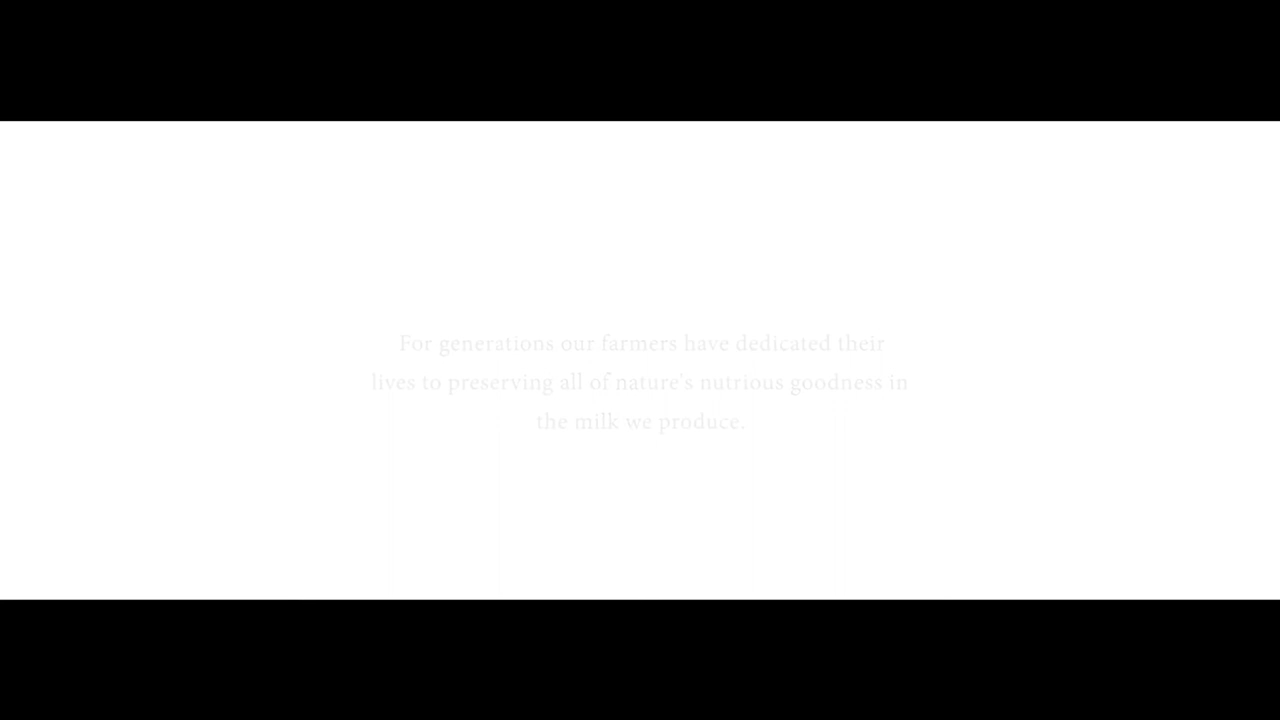 For generations our farmers have dedicated their
lives to preserving all of nature's nutrious goodness in
the milk we produce.